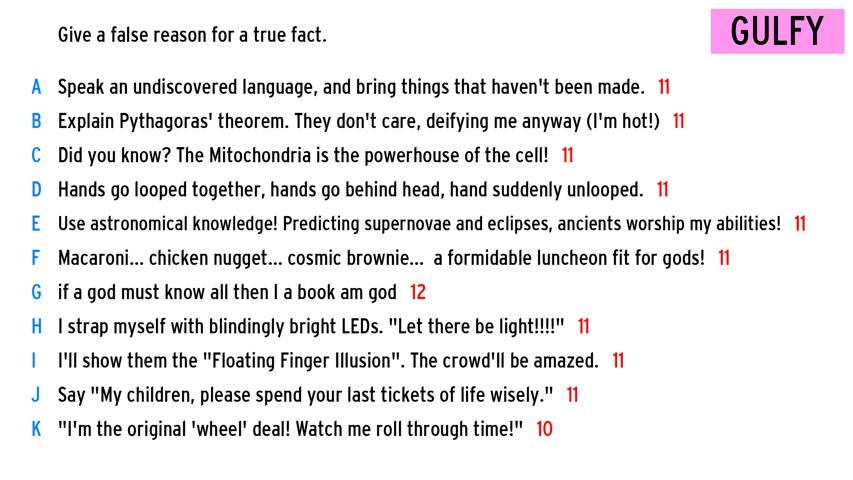 Give a false reason for a true fact.
GULFY
A Speak an undiscovered language, and bring things that haven't been made. 11
B Explain Pythagoras' theorem. They don't care, deifying me anyway (I'm hot!) 11
C Did you know? The Mitochondria is the powerhouse of the cell! 11
D Hands go looped together, hands go behind head, hand suddenly unlooped. 11
E Use astronomical knowledge! Predicting supernovae and eclipses, ancients worship my abilities! 11
F Macaroni... chicken nugget... cosmic brownie... a formidable luncheon fit for gods! 11
G if a god must know all then I a book am god 12
H I strap myself with blindingly bright LEDs. "Let there be light!!!!" 11
I I'll show them the "Floating Finger Illusion". The crowd'll be amazed. 11
J Say "My children, please spend your last tickets of life wisely." 11
K "I'm the original 'wheel' deal! Watch me roll through time!" 10